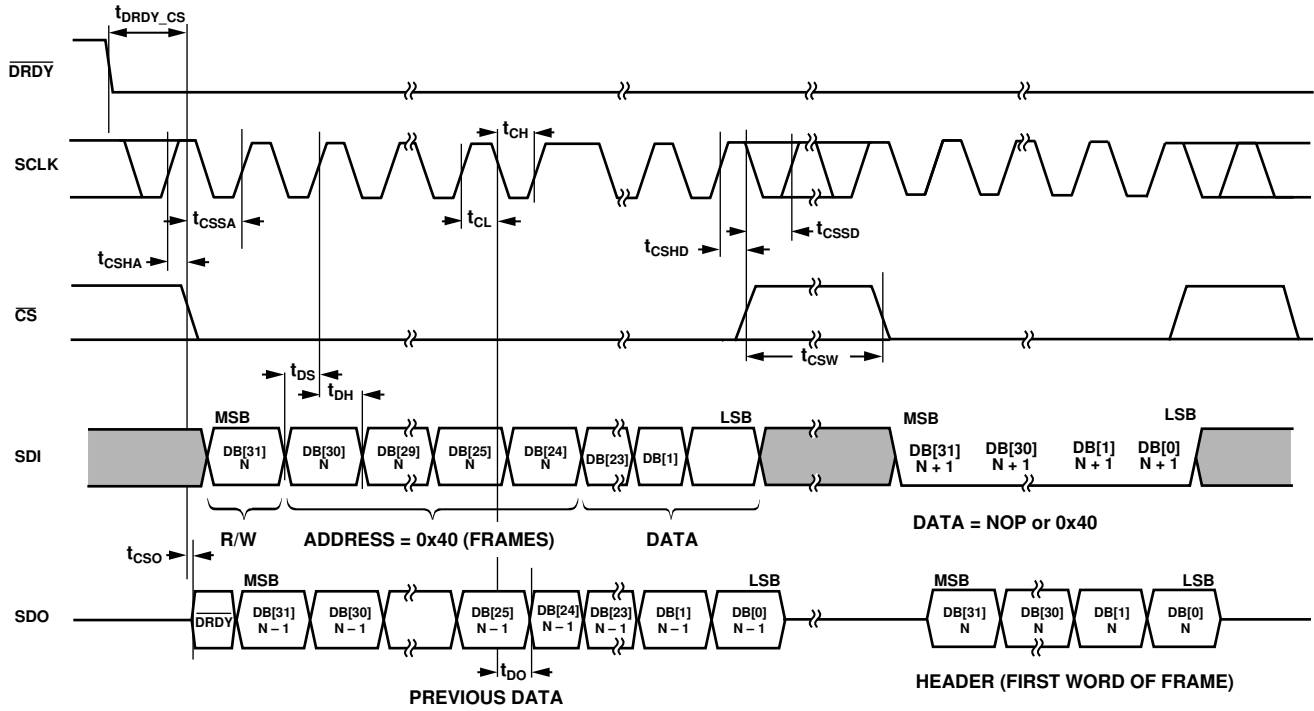 tDRDY_CS
DRDY
SCLK
tCH
tCSSA
tCL
tCSHD
tCSSD
tCSHA
CS
tCSW
tDS
tDH
SDI
MSB
LSB
MSB
LSB
DB[31] N
DB[30] N
DB[29] N
DB[25] N
DB[24] N
DB[23]
DB[1]
DB[31] N + 1
DB[30] N + 1
DB[1] N + 1
DB[0] N + 1
R/W
ADDRESS = 0x40 (FRAMES)
DATA
DATA = NOP or 0x40
tCSO
SDO
MSB
LSB
MSB
LSB
DRDY
DB[31] N – 1
DB[30] N – 1
DB[25] N – 1
DB[24] N – 1
DB[23] N – 1
DB[1] N – 1
DB[0] N – 1
DB[31] N
DB[30] N
DB[1] N
DB[0] N
tDO
PREVIOUS DATA
HEADER (FIRST WORD OF FRAME)